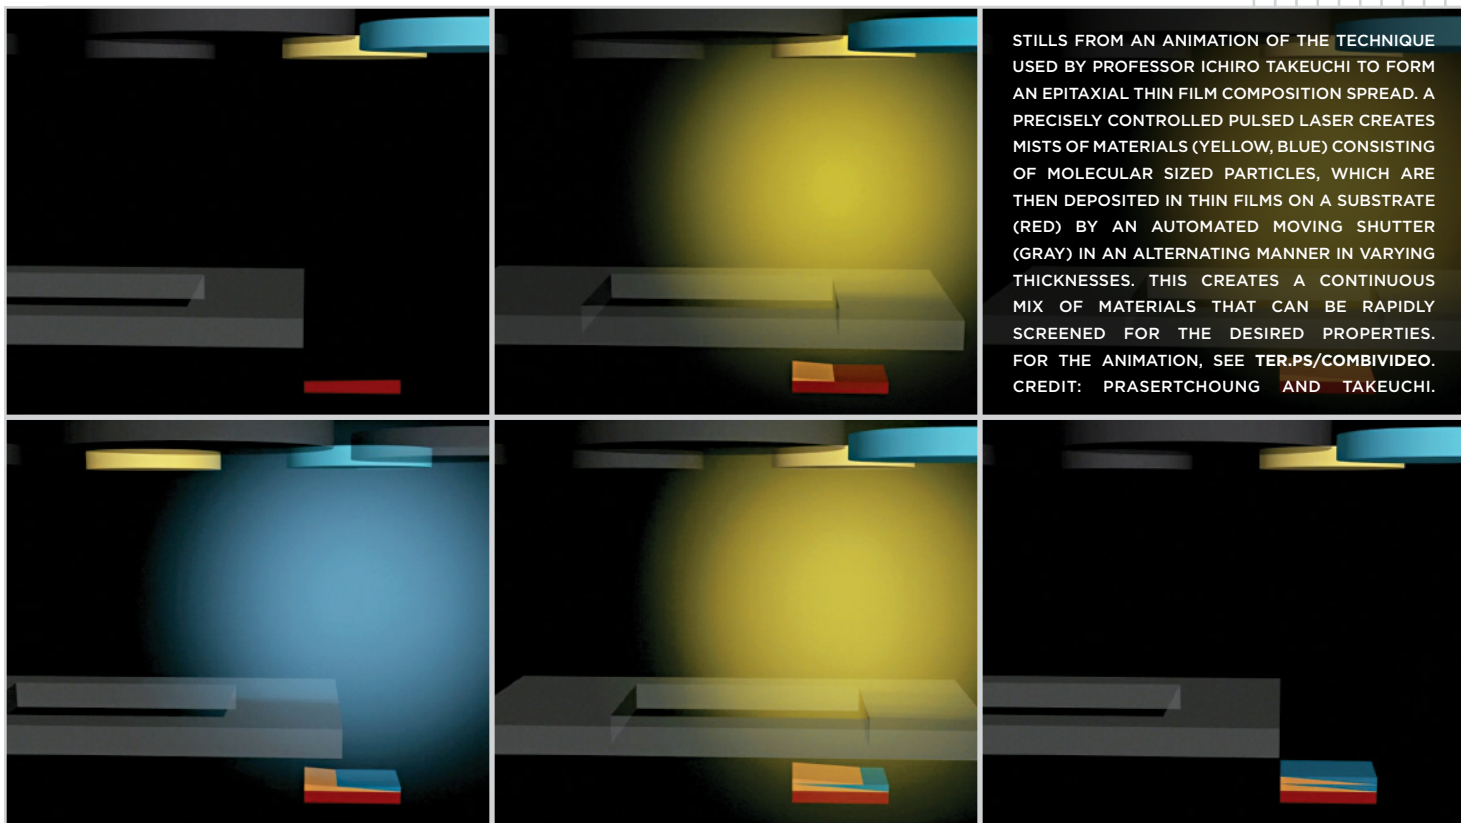 STILLS FROM AN ANIMATION OF THE TECHNIQUE
USED BY PROFESSOR ICHIRO TAKEUCHI TO FORM
AN EPITAXIAL THIN FILM COMPOSITION SPREAD. A
PRECISELY CONTROLLED PULSED LASER CREATES
MISTS OF MATERIALS (YELLOW, BLUE) CONSISTING
OF MOLECULAR SIZED PARTICLES, WHICH ARE
THEN DEPOSITED IN THIN FILMS ON A SUBSTRATE
(RED) BY AN AUTOMATED MOVING SHUTTER
(GRAY) IN AN ALTERNATING MANNER IN VARYING
THICKNESSES. THIS CREATES A CONTINUOUS
MIX OF MATERIALS THAT CAN BE RAPIDLY
SCREENED FOR THE DESIRED PROPERTIES.
FOR THE ANIMATION, SEE TER.PS/COMBIVIDEO.
CREDIT: PRASERTCHOUNG AND TAKEUCHI.